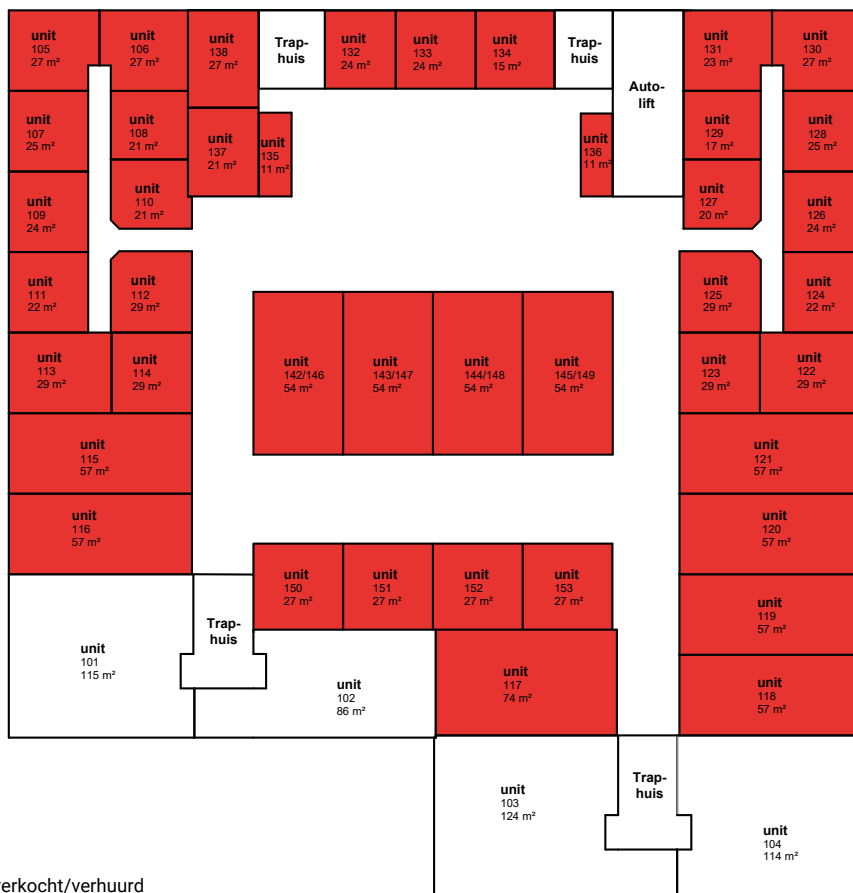 unit
105
27 m²
unit
106
27 m²
unit
138
27 m²
Trap-
huis
unit
132
24 m²
unit
133
24 m²
unit
134
15 m²
Trap-
huis
Auto-
lift
unit
131
23 m²
unit
130
27 m²
unit
107
25 m²
unit
108
21 m²
unit
137
21 m²
unit
135
11 m²
unit
136
11 m²
unit
129
17 m²
unit
128
25 m²
unit
109
24 m²
unit
110
21 m²
unit
127
20 m²
unit
126
24 m²
unit
111
22 m²
unit
112
29 m²
unit
125
29 m²
unit
124
22 m²
unit
113
29 m²
unit
114
29 m²
unit
142/146
54 m²
unit
143/147
54 m²
unit
144/148
54 m²
unit
145/149
54 m²
unit
123
29 m²
unit
122
29 m²
unit
115
57 m²
unit
121
57 m²
unit
116
57 m²
unit
120
57 m²
unit
150
27 m²
unit
151
27 m²
unit
152
27 m²
unit
153
27 m²
unit
119
57 m²
Trap-
huis
unit
101
115 m²
unit
102
86 m²
unit
117
74 m²
unit
118
57 m²
unit
103
124 m²
Trap-
huis
unit
104
114 m²
verkocht/verhuurd